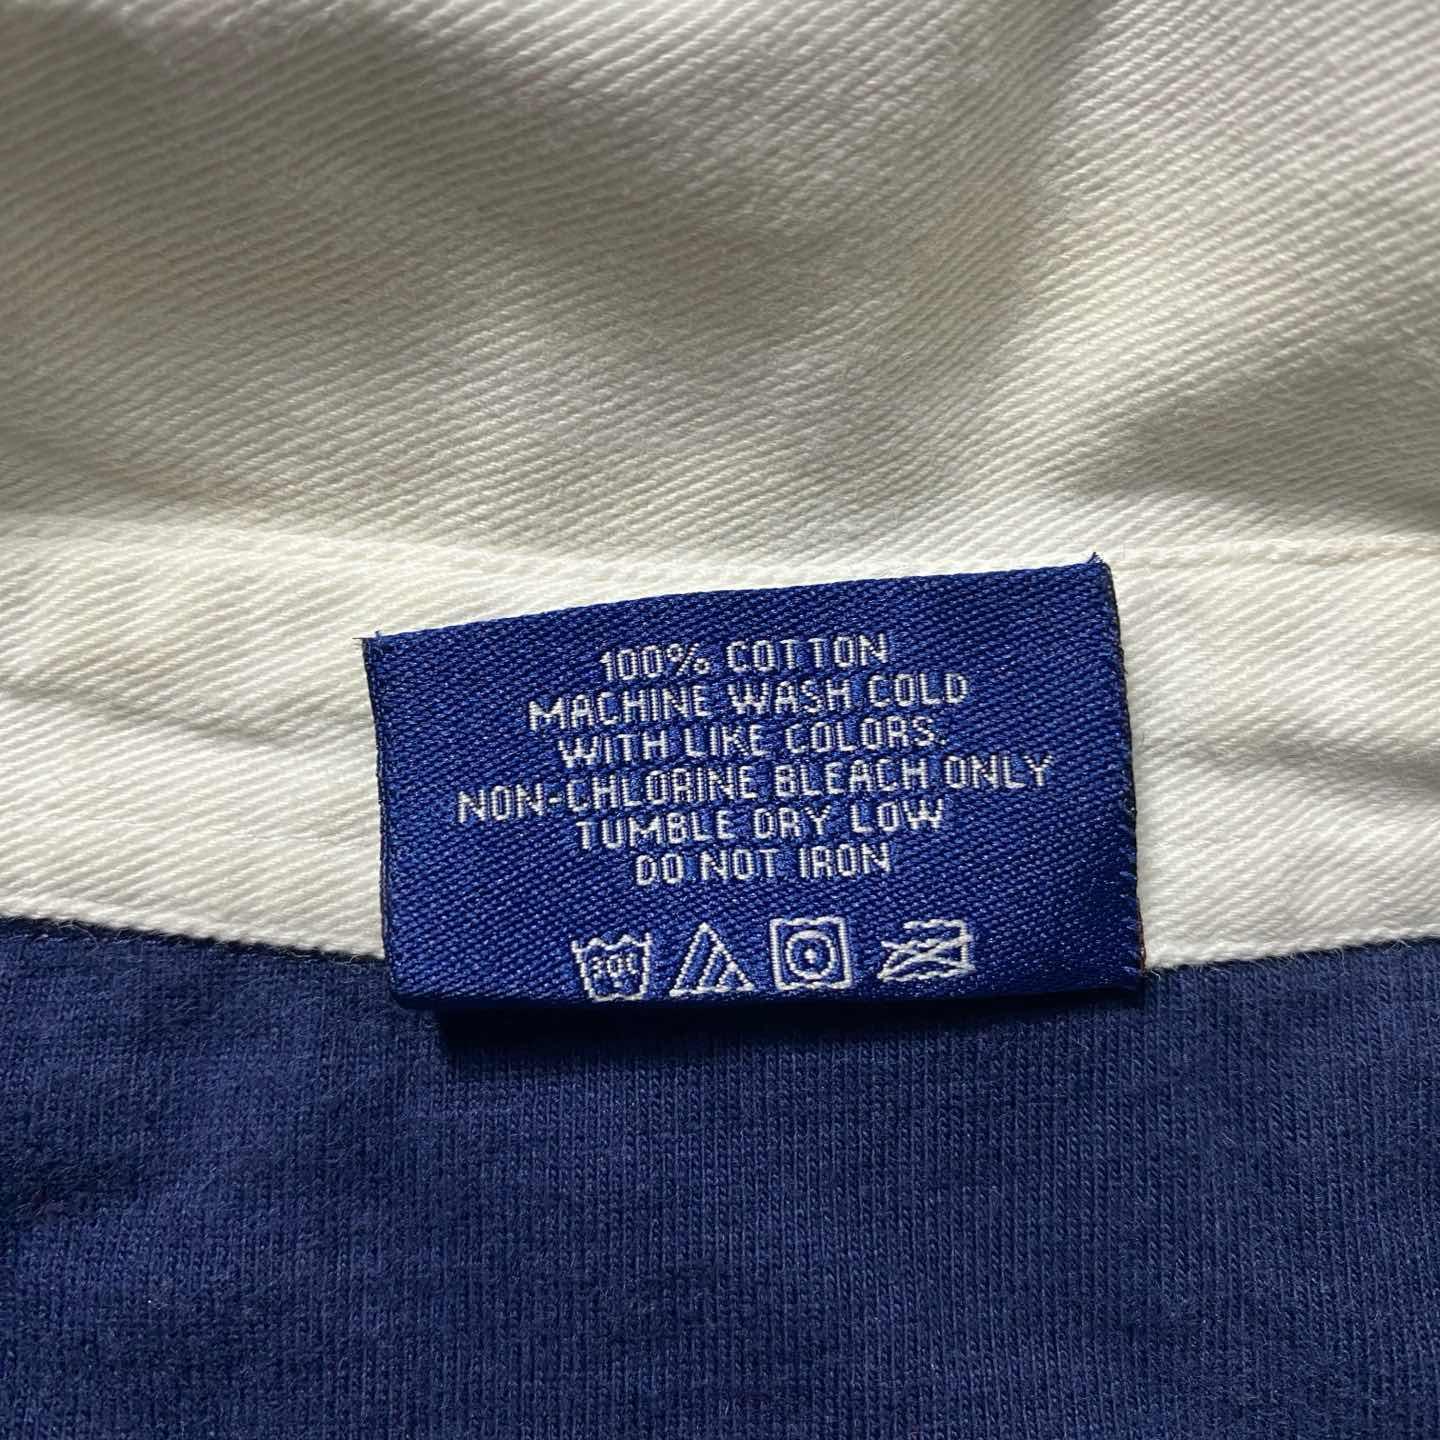 100% COTTON
MACHINE WASH COLD
WITH LIKE COLORS.
NON-CHLORINE BLEACH ONLY
TUMBLE DRY LOW
DO NOT IRON